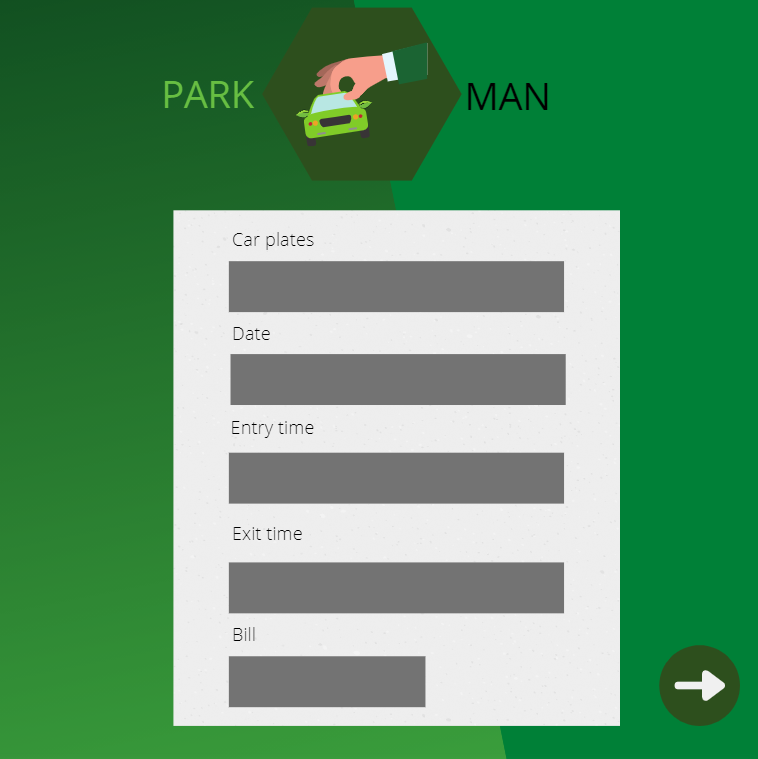 PARK MAN
Car plates
Date
Entry time
Exit time
Bill